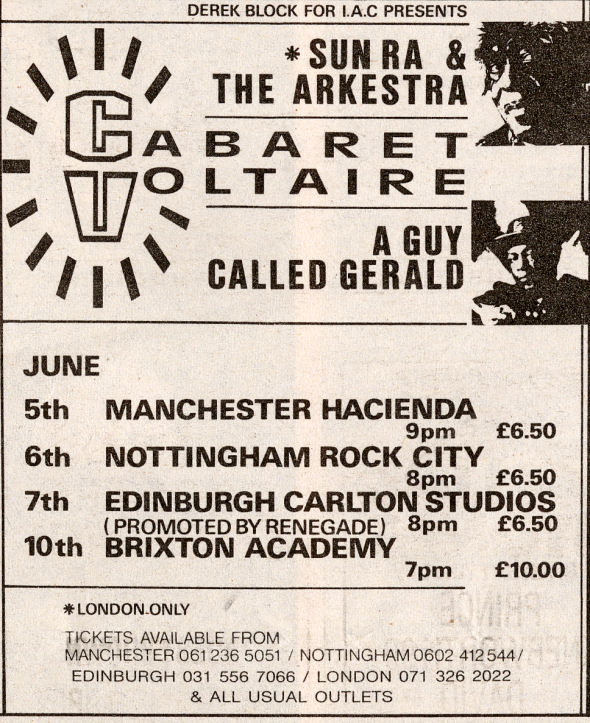 DEREK BLOCK FOR I.A.C PRESENTS
* SUN RA &
THE ARKESTRA
CABARET
VOLTAIRE
A GUY
CALLED GERALD
JUNE
5th MANCHESTER HACIENDA
9pm £6.50
6th NOTTINGHAM ROCK CITY
8pm £6.50
7th EDINBURGH CARLTON STUDIOS
(PROMOTED BY RENEGADE) 8pm £6.50
10th BRIXTON ACADEMY
7pm £10.00
* LONDON.ONLY
TICKETS AVAILABLE FROM
MANCHESTER 061 236 5051 / NOTTINGHAM 0602 412 544 /
EDINBURGH 031 556 7066 / LONDON 071 326 2022
& ALL USUAL OUTLETS